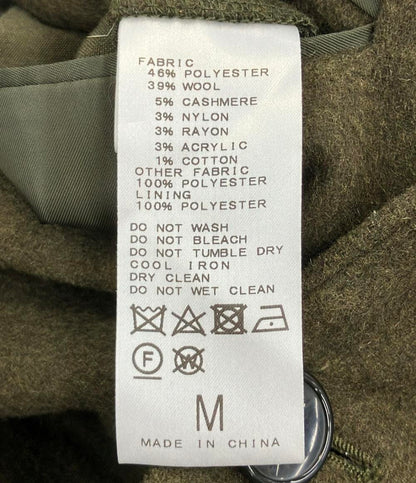 FABRIC
46% POLYESTER
39% WOOL
5% CASHMERE
3% NYLON
3% RAYON
3% ACRYLIC
1% COTTON
OTHER FABRIC
100% POLYESTER
LINING
100% POLYESTER
DO NOT WASH
DO NOT BLEACH
DO NOT TUMBLE DRY
COOL IRON
DRY CLEAN
DO NOT WET CLEAN
F W
M
MADE IN CHINA